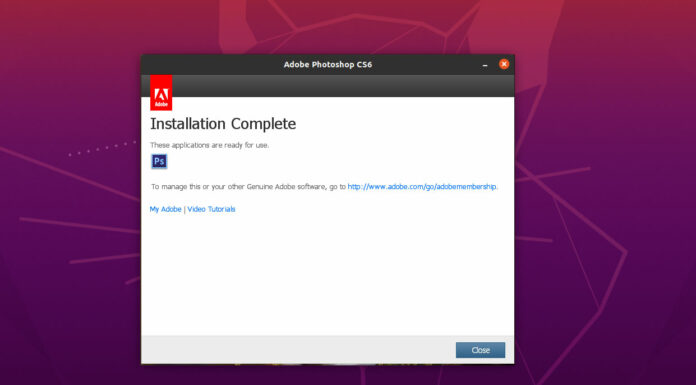 Adobe Photoshop CS6
Adobe
Installation Complete
These applications are ready for use.
Ps
To manage this or your other Genuine Adobe software, go to http://www.adobe.com/go/adobemembership.
My Adobe | Video Tutorials
Close